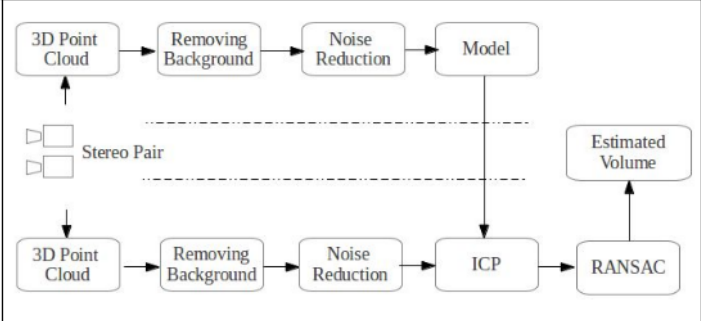 3D Point
Cloud
Removing
Background
Noise
Reduction
Model
Stereo Pair
Estimated
Volume
3D Point
Cloud
Removing
Background
Noise
Reduction
ICP
RANSAC